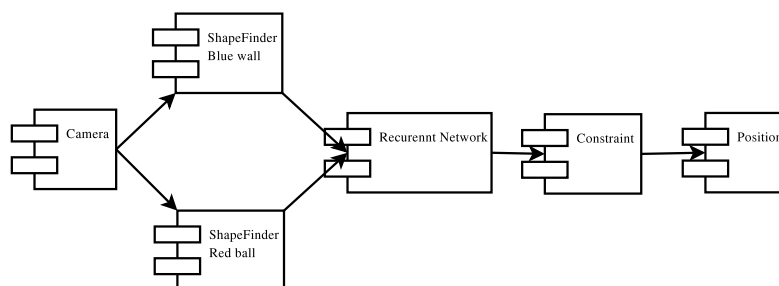 ShapeFinder
Blue wall
Camera
Recurennt Network
Constraint
Position
ShapeFinder
Red ball